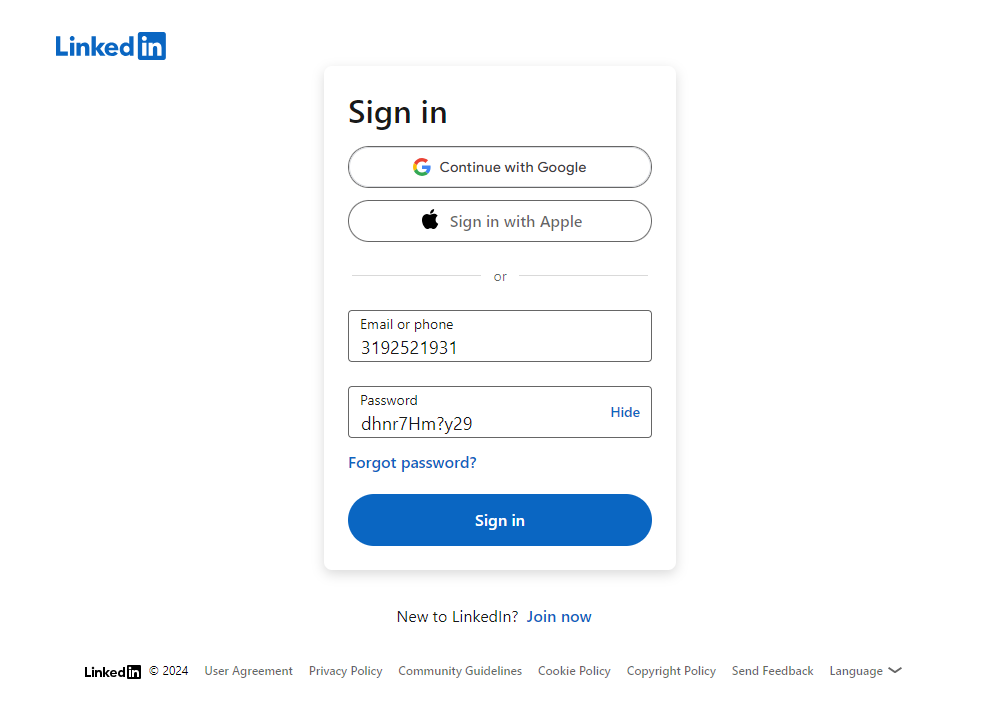 LinkedIn
Sign in
Continue with Google
Sign in with Apple
or
Email or phone
3192521931
Password
dhnr7Hm?y29
Hide
Forgot password?
Sign in
New to LinkedIn? Join now
LinkedIn © 2024 User Agreement Privacy Policy Community Guidelines Cookie Policy Copyright Policy Send Feedback Language